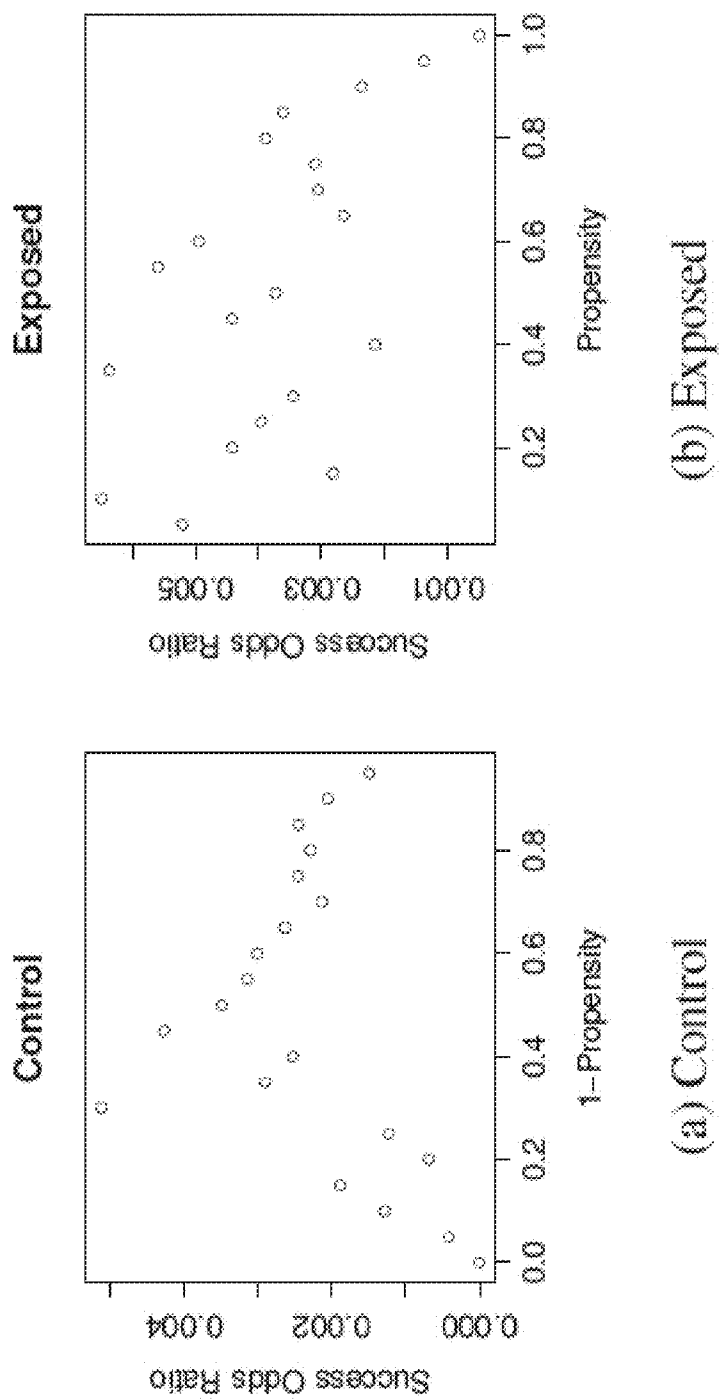 Control
Success Odds Ratio
0.004
0.002
0.000
0.0 0.2 0.4 0.6 0.8
1−Propensity
(a) Control
Exposed
Success Odds Ratio
0.005
0.003
0.001
0.2 0.4 0.6 0.8 1.0
Propensity
(b) Exposed